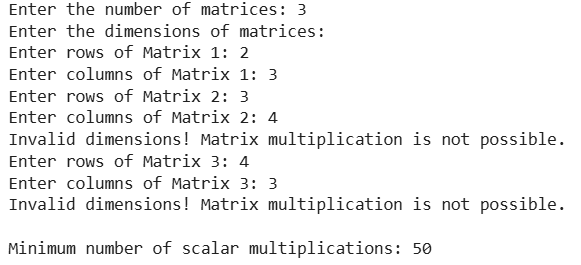 Enter the number of matrices: 3
Enter the dimensions of matrices:
Enter rows of Matrix 1: 2
Enter columns of Matrix 1: 3
Enter rows of Matrix 2: 3
Enter columns of Matrix 2: 4
Invalid dimensions! Matrix multiplication is not possible.
Enter rows of Matrix 3: 4
Enter columns of Matrix 3: 3
Invalid dimensions! Matrix multiplication is not possible.
Minimum number of scalar multiplications: 50